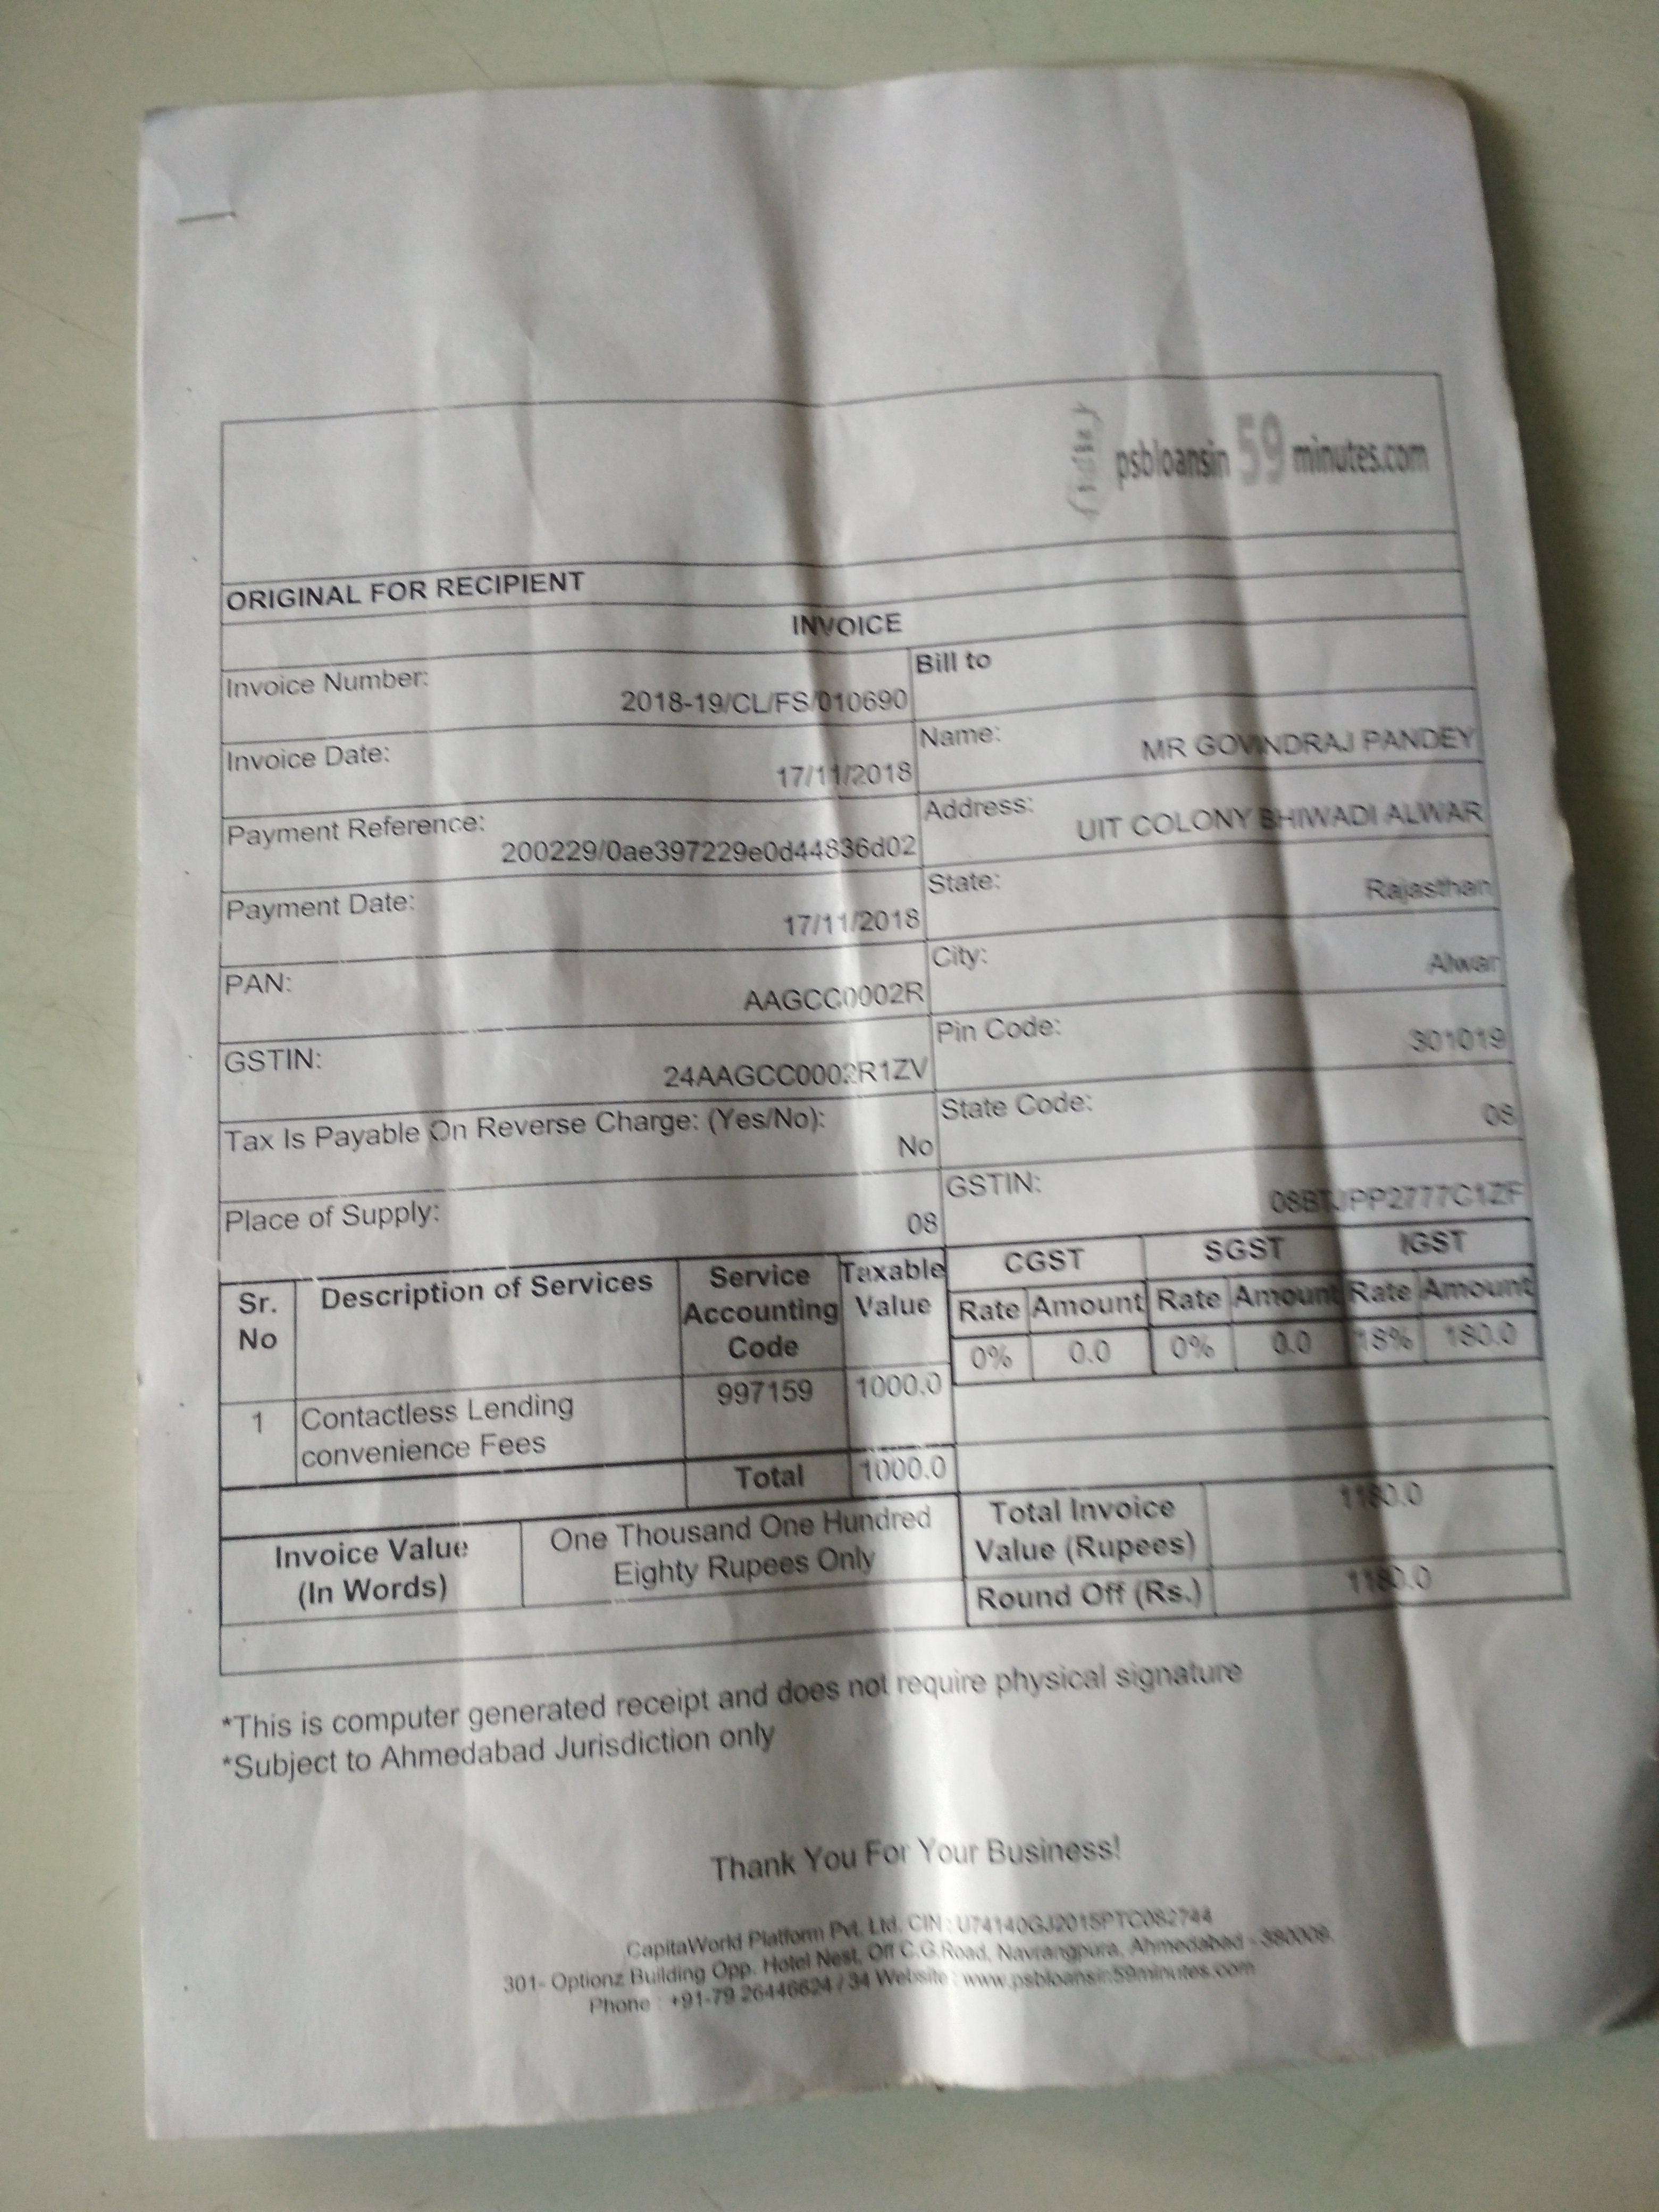 psbloansin 59 minutes.com
ORIGINAL FOR RECIPIENT
INVOICE
Invoice Number:
2018-19/CL/FS/010690
Bill to
Invoice Date:
17/11/2018
Name:
MR GOVINDRAJ PANDEY
Payment Reference:
200229/0ae397229e0d44836d02
Address:
UIT COLONY BHIWADI ALWAR
Payment Date:
17/11/2018
State:
Rajasthan
PAN:
AAGCC0002R
City:
Alwar
GSTIN:
24AAGCC0002R1ZV
Pin Code:
301019
Tax Is Payable On Reverse Charge: (Yes/No):
No
State Code:
08
Place of Supply:
08
GSTIN:
08BTJPP2777C1ZF
Sr. No
Description of Services
Service Accounting Code
Taxable Value
CGST
SGST
IGST
Rate Amount Rate Amount Rate Amount
0% 0.0 0% 0.0 18% 180.0
1 Contactless Lending convenience Fees 997159 1000.0
Total 1000.0
Invoice Value (In Words)
One Thousand One Hundred Eighty Rupees Only
Total Invoice Value (Rupees)
1180.0
Round Off (Rs.)
1180.0
*This is computer generated receipt and does not require physical signature
*Subject to Ahmedabad Jurisdiction only
Thank You For Your Business!
CapitaWorld Platform Pvt. Ltd. CIN : U74140GJ2015PTC082744
301- Optionz Building Opp. Hotel Nest, Off C.G.Road, Navrangpura, Ahmedabad - 380009.
Phone : +91-79 26446624 / 34 Website : www.psbloansin59minutes.com